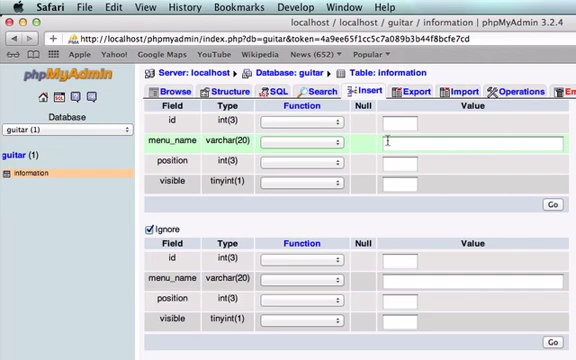 Safari File Edit View History Bookmarks Develop Window Help
localhost / localhost / guitar / information | phpMyAdmin 3.2.4
http://localhost/phpmyadmin/index.php?db=guitar&token=4a9ee65f1cc5c7a089b3b44f8bcfe7cd
Apple Yahoo! Google Maps YouTube Wikipedia News (652) Popular
phpMyAdmin
Database
guitar (1)
guitar (1)
information
Server: localhost Database: guitar Table: information
Browse Structure SQL Search Insert Export Import Operations Em
Field Type Function Null Value
id int(3)
menu_name varchar(20)
position int(3)
visible tinyint(1)
Go
Ignore
Field Type Function Null Value
id int(3)
menu_name varchar(20)
position int(3)
visible tinyint(1)
Go